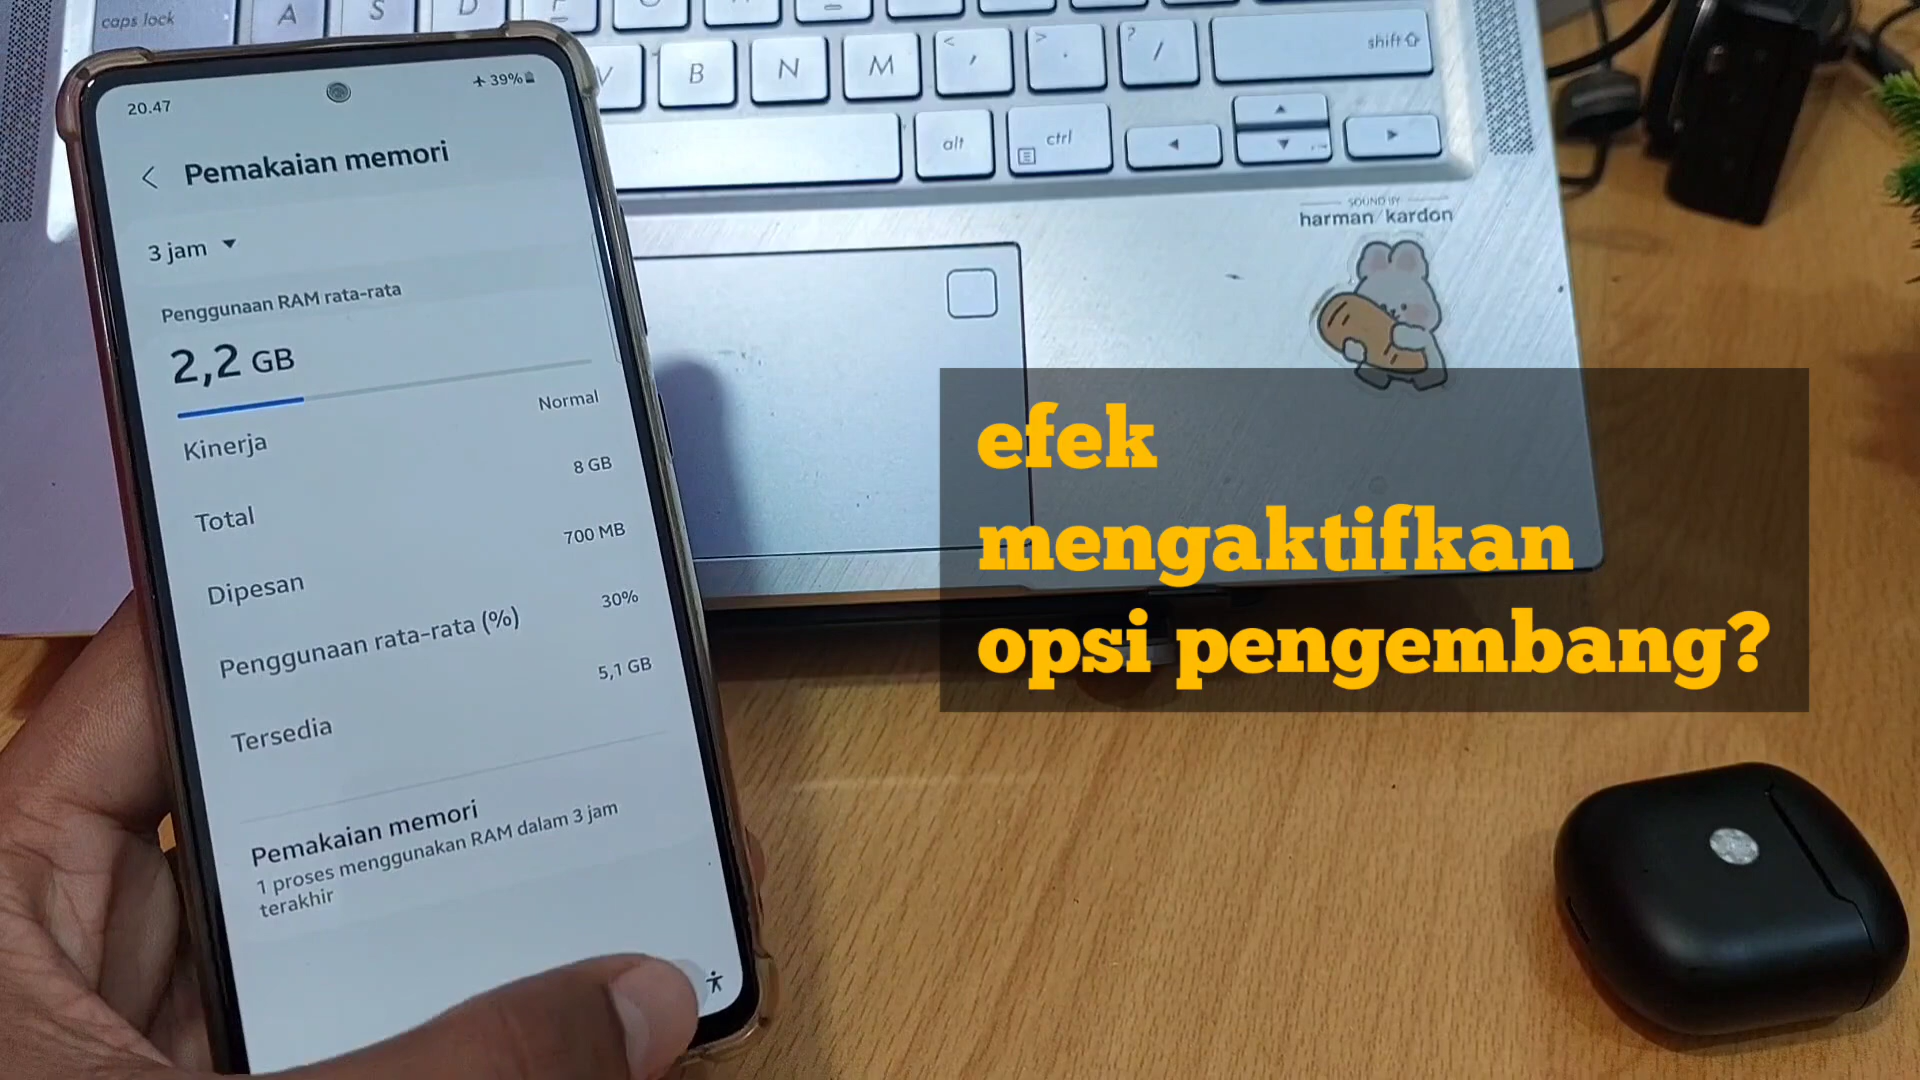 caps lock
A
S
D
F
V
B
N
M
<
,
>
.
?
/
shift
alt
ctrl
SOUND BY
harman/kardon
20.47
39%
Pemakaian memori
3 jam
Penggunaan RAM rata-rata
2,2 GB
Kinerja Normal
Total 8 GB
Dipesan 700 MB
Penggunaan rata-rata (%) 30%
Tersedia 5,1 GB
Pemakaian memori
1 proses menggunakan RAM dalam 3 jam
terakhir
efek
mengaktifkan
opsi pengembang?